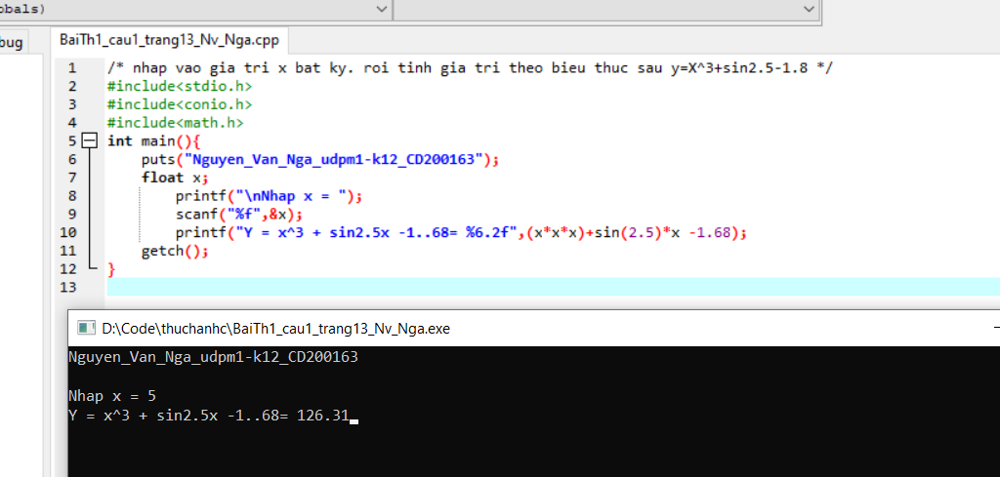 obals)
bug
BaiTh1_cau1_trang13_Nv_Nga.cpp
1 /* nhap vao gia tri x bat ky. roi tinh gia tri theo bieu thuc sau y=X^3+sin2.5-1.8 */
2 #include<stdio.h>
3 #include<conio.h>
4 #include<math.h>
5 int main(){
6 puts("Nguyen_Van_Nga_udpm1-k12_CD200163");
7 float x;
8 printf("\nNhap x = ");
9 scanf("%f",&x);
10 printf("Y = x^3 + sin2.5x -1..68= %6.2f",(x*x*x)+sin(2.5)*x -1.68);
11 getch();
12 }
13
D:\Code\thuchanhc\BaiTh1_cau1_trang13_Nv_Nga.exe
Nguyen_Van_Nga_udpm1-k12_CD200163
Nhap x = 5
Y = x^3 + sin2.5x -1..68= 126.31